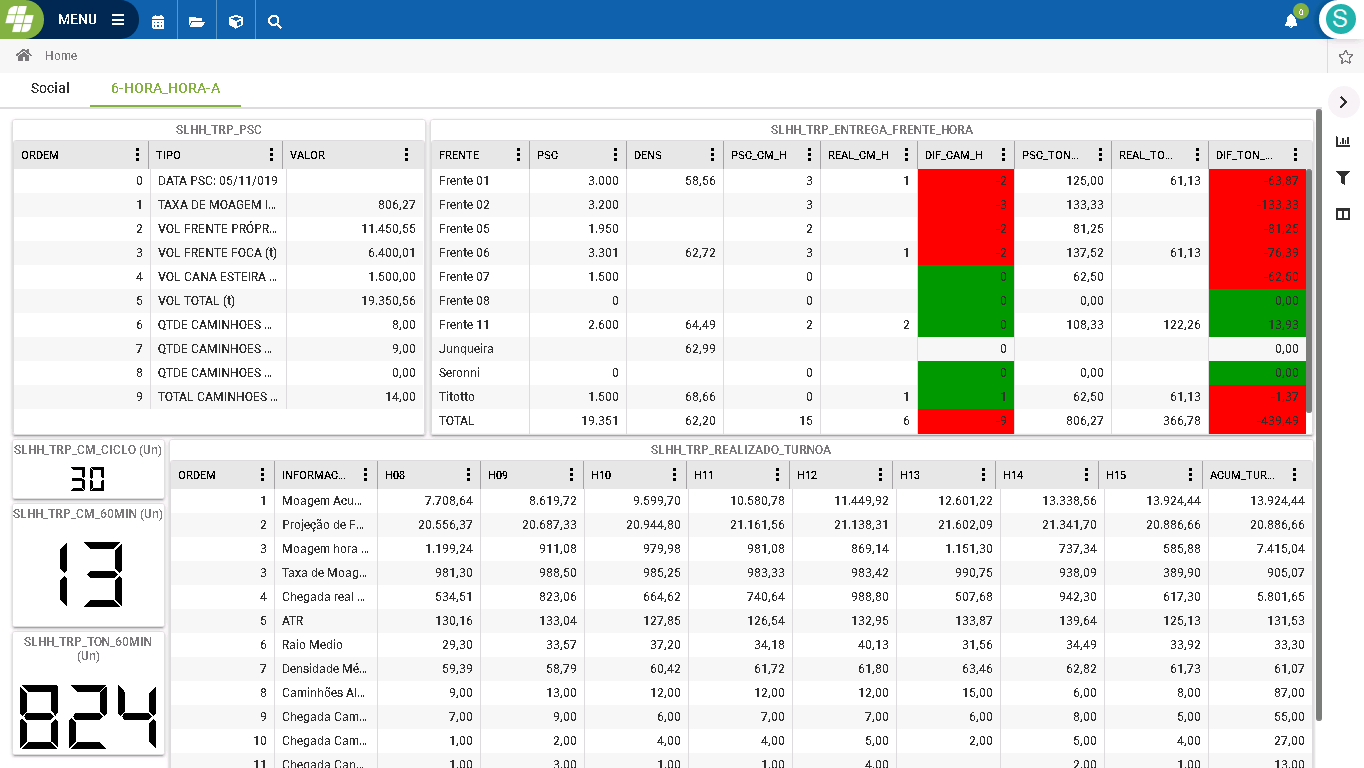 MENU
0
S
Home
Social 6-HORA_HORA-A
SLHH_TRP_PSC
ORDEM TIPO VALOR
0 DATA PSC: 05/11/019
1 TAXA DE MOAGEM I... 806,27
2 VOL FRENTE PRÓPR... 11.450,55
3 VOL FRENTE FOCA (t) 6.400,01
4 VOL CANA ESTEIRA ... 1.500,00
5 VOL TOTAL (t) 19.350,56
6 QTDE CAMINHOES ... 8,00
7 QTDE CAMINHOES ... 9,00
8 QTDE CAMINHOES ... 0,00
9 TOTAL CAMINHOES ... 14,00
SLHH_TRP_ENTREGA_FRENTE_HORA
FRENTE PSC DENS PSC_CM_H REAL_CM_H DIF_CAM_H PSC_TON... REAL_TO... DIF_TON_...
Frente 01 3.000 58,56 3 1 -2 125,00 61,13 -63,87
Frente 02 3.200 3 -3 133,33 -133,33
Frente 05 1.950 2 -2 81,25 -81,25
Frente 06 3.301 62,72 3 1 -2 137,52 61,13 -76,39
Frente 07 1.500 0 0 62,50 -62,50
Frente 08 0 0 0 0,00 0,00
Frente 11 2.600 64,49 2 2 0 108,33 122,26 13,93
Junqueira 62,99 0 0,00
Seronni 0 0 0 0,00 0,00
Titotto 1.500 68,66 0 1 1 62,50 61,13 -1,37
TOTAL 19.351 62,20 15 6 -9 806,27 366,78 -439,49
SLHH_TRP_CM_CICLO (Un)
30
SLHH_TRP_CM_60MIN (Un)
13
SLHH_TRP_TON_60MIN
(Un)
824
SLHH_TRP_REALIZADO_TURNOA
ORDEM INFORMAC... H08 H09 H10 H11 H12 H13 H14 H15 ACUM_TUR...
1 Moagem Acu... 7.708,64 8.619,72 9.599,70 10.580,78 11.449,92 12.601,22 13.338,56 13.924,44 13.924,44
2 Projeção de F... 20.556,37 20.687,33 20.944,80 21.161,56 21.138,31 21.602,09 21.341,70 20.886,66 20.886,66
3 Moagem hora ... 1.199,24 911,08 979,98 981,08 869,14 1.151,30 737,34 585,88 7.415,04
3 Taxa de Moag... 981,30 988,50 985,25 983,33 983,42 990,75 938,09 389,90 905,07
4 Chegada real ... 534,51 823,06 664,62 740,64 988,80 507,68 942,30 617,30 5.801,65
5 ATR 130,16 133,04 127,85 126,54 132,95 133,87 139,64 125,13 131,53
6 Raio Medio 29,30 33,57 37,20 34,18 40,13 31,56 34,49 33,92 33,30
7 Densidade Mé... 59,39 58,79 60,42 61,72 61,80 63,46 62,82 61,73 61,07
8 Caminhões Al... 9,00 13,00 12,00 12,00 12,00 15,00 6,00 8,00 87,00
9 Chegada Cam... 7,00 9,00 6,00 7,00 7,00 6,00 8,00 5,00 55,00
10 Chegada Cam... 1,00 2,00 4,00 4,00 5,00 2,00 5,00 4,00 27,00
11 Chegada Can... 1,00 3,00 1,00 1,00 4,00 2,00 1,00 13,00